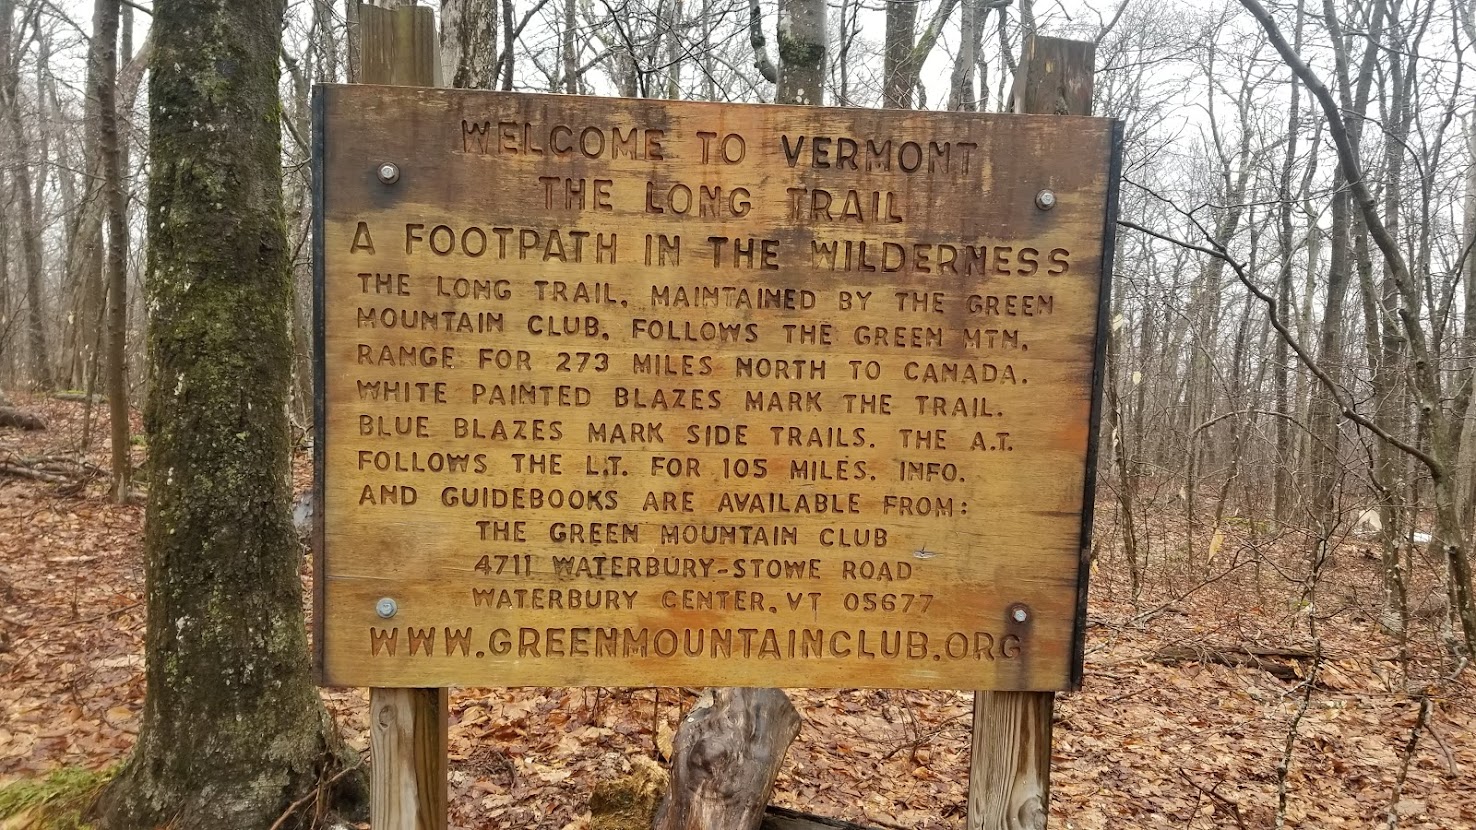 WELCOME TO VERMONT
THE LONG TRAIL
A FOOTPATH IN THE WILDERNESS
THE LONG TRAIL, MAINTAINED BY THE GREEN
MOUNTAIN CLUB, FOLLOWS THE GREEN MTN.
RANGE FOR 273 MILES NORTH TO CANADA.
WHITE PAINTED BLAZES MARK THE TRAIL.
BLUE BLAZES MARK SIDE TRAILS. THE A.T.
FOLLOWS THE L.T. FOR 105 MILES. INFO.
AND GUIDEBOOKS ARE AVAILABLE FROM:
THE GREEN MOUNTAIN CLUB
4711 WATERBURY-STOWE ROAD
WATERBURY CENTER, VT 05677
WWW.GREENMOUNTAINCLUB.ORG